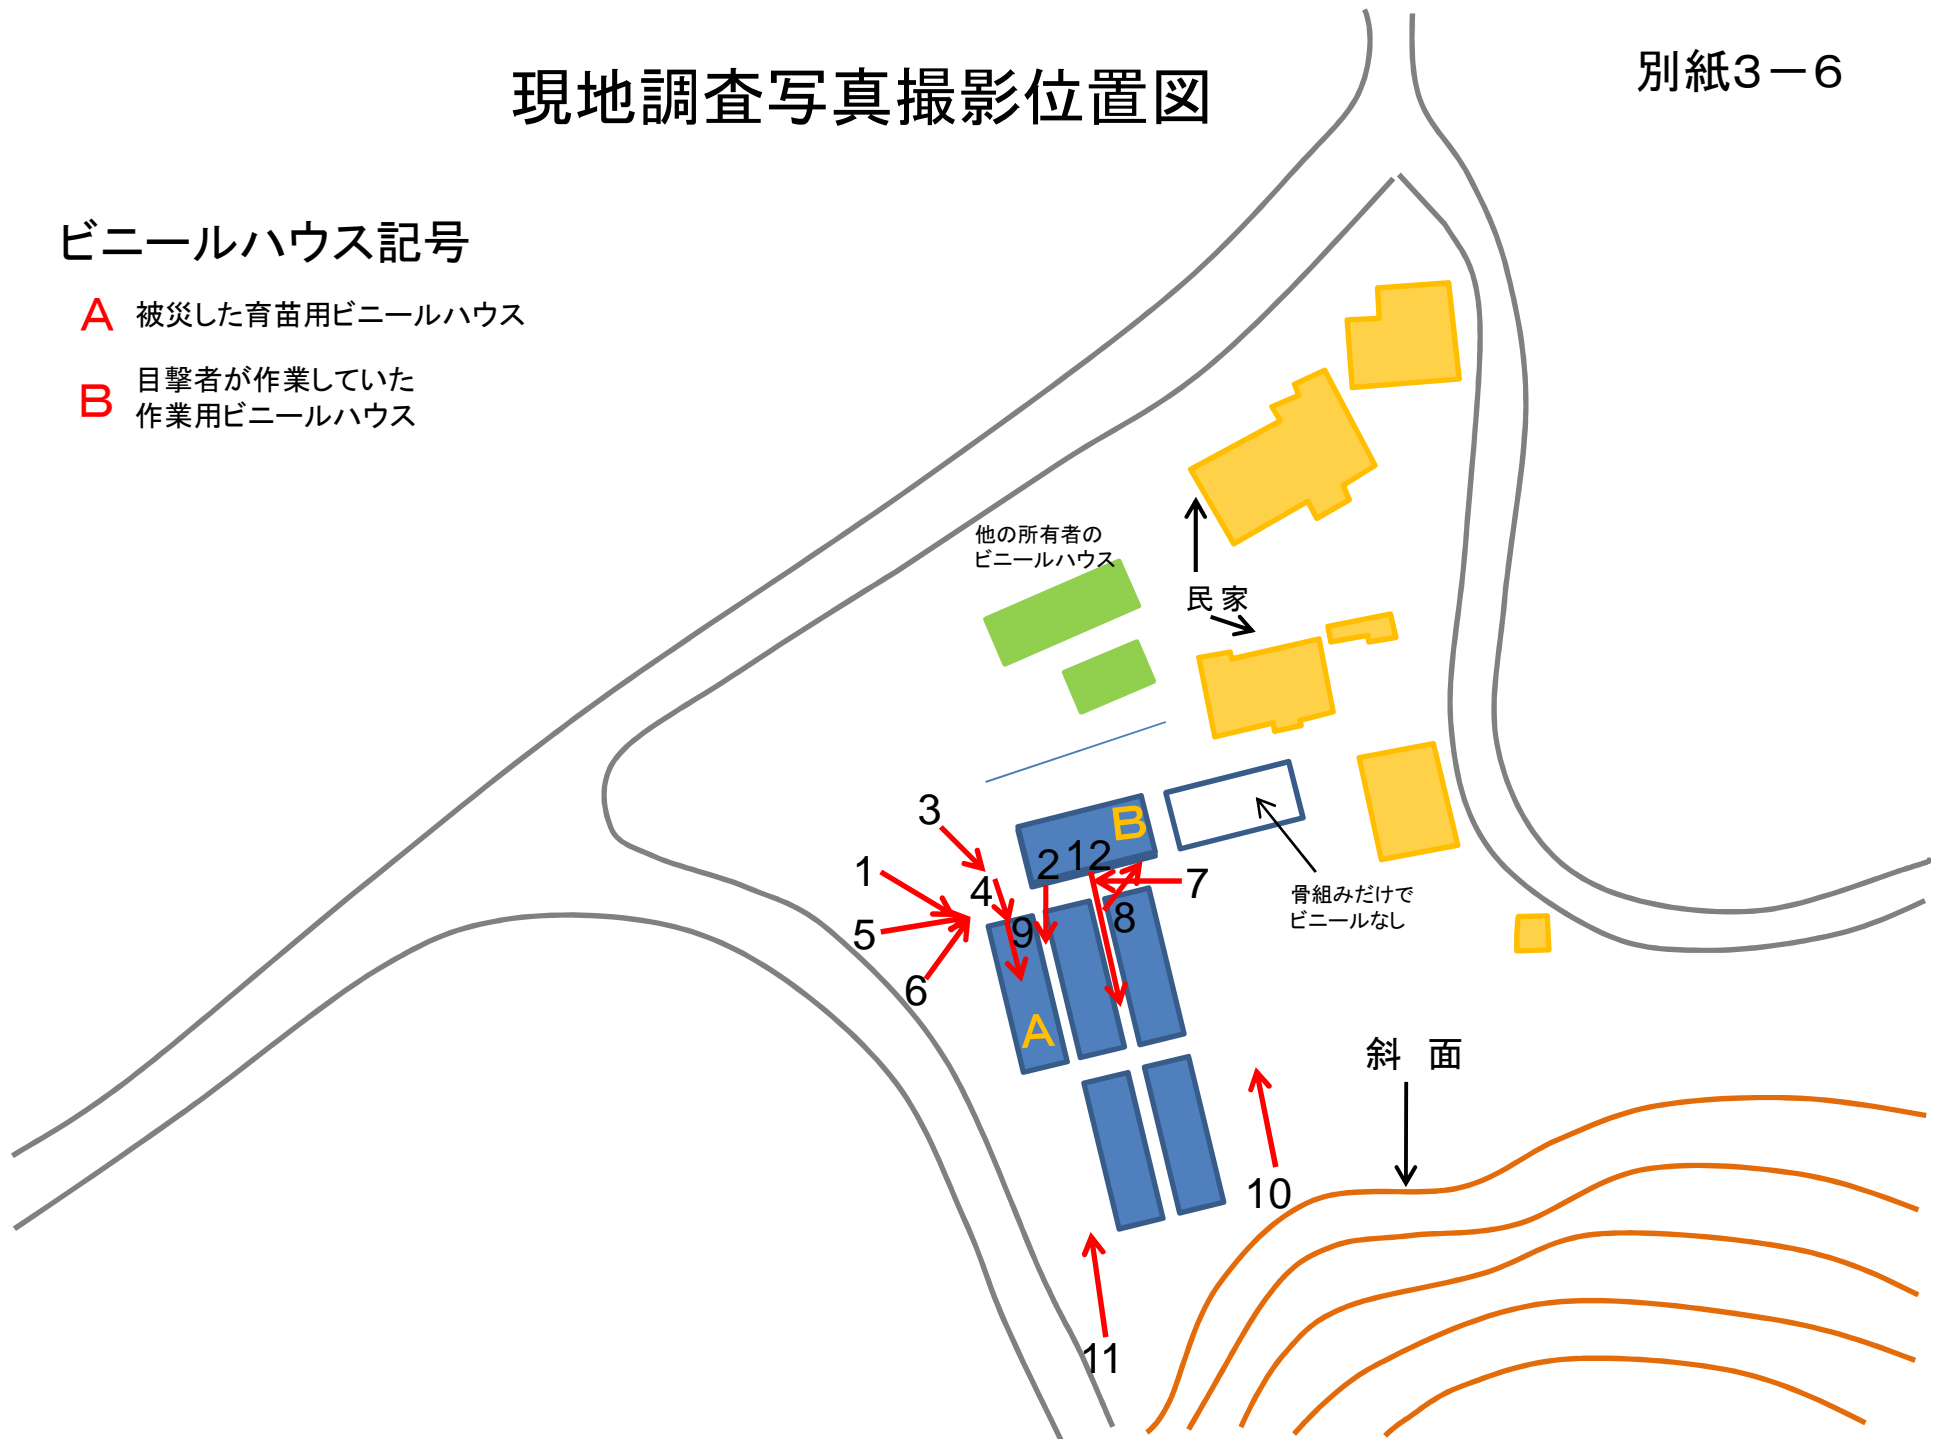 現地調査写真撮影位置図
別紙3－6
ビニールハウス記号
A 被災した育苗用ビニールハウス
B 目撃者が作業していた
作業用ビニールハウス
他の所有者の
ビニールハウス
民 家
3
B
2
12
1
4
7
骨組みだけで
ビニールなし
5
9
8
6
A
斜 面
10
11